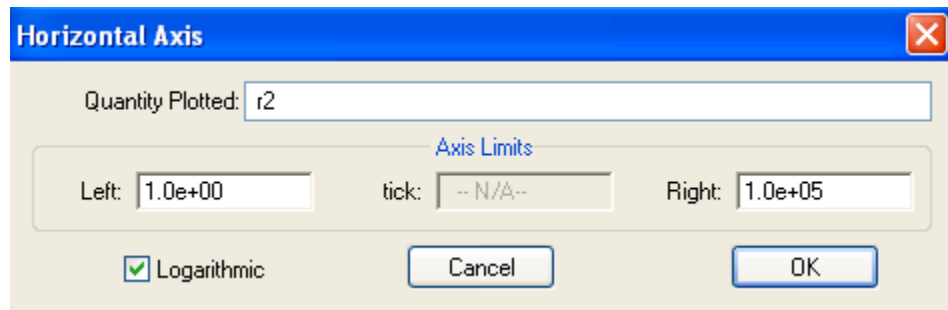 Horizontal Axis
Quantity Plotted: r2
Axis Limits
Left: 1.0e+00 tick: -- N/A-- Right: 1.0e+05
Logarithmic Cancel OK